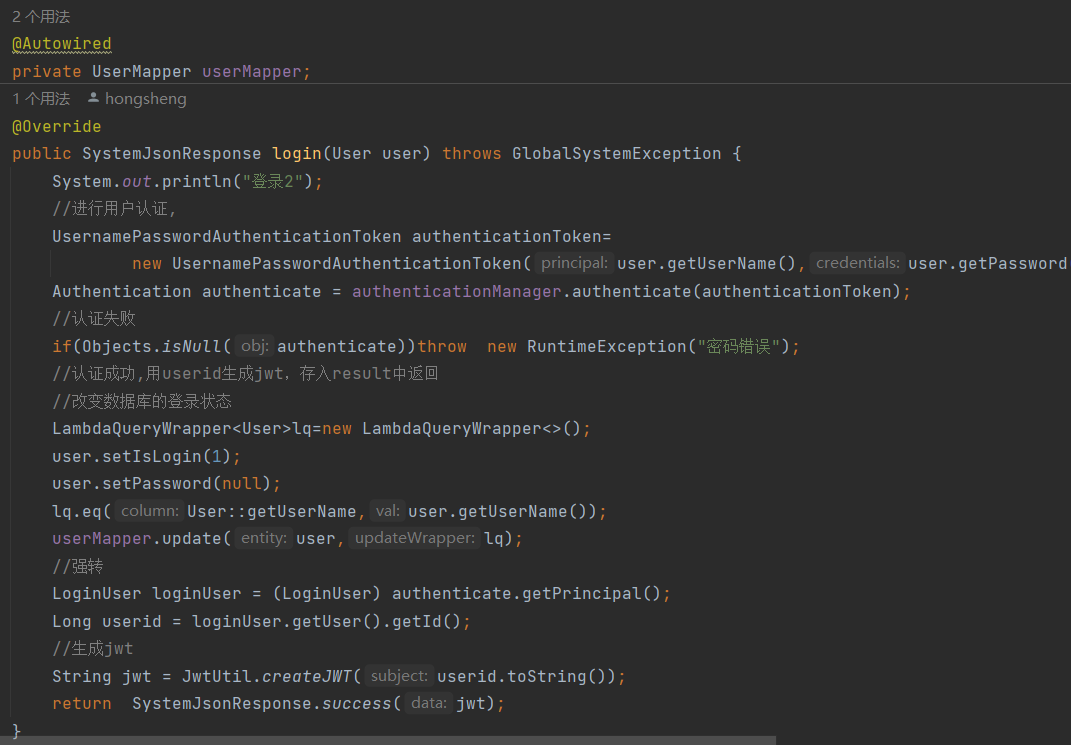 2 个用法
@Autowired
private UserMapper userMapper;
1 个用法 hongsheng
@Override
public SystemJsonResponse login(User user) throws GlobalSystemException {
System.out.println("登录2");
//进行用户认证,
UsernamePasswordAuthenticationToken authenticationToken=
new UsernamePasswordAuthenticationToken( principal: user.getUserName(), credentials: user.getPassword
Authentication authenticate = authenticationManager.authenticate(authenticationToken);
//认证失败
if(Objects.isNull( obj: authenticate))throw  new RuntimeException("密码错误");
//认证成功,用userid生成jwt，存入result中返回
//改变数据库的登录状态
LambdaQueryWrapper<User>lq=new LambdaQueryWrapper<>();
user.setIsLogin(1);
user.setPassword(null);
lq.eq( column: User::getUserName, val: user.getUserName());
userMapper.update( entity: user, updateWrapper: lq);
//强转
LoginUser loginUser = (LoginUser) authenticate.getPrincipal();
Long userid = loginUser.getUser().getId();
//生成jwt
String jwt = JwtUtil.createJWT( subject: userid.toString());
return  SystemJsonResponse.success( data: jwt);
}